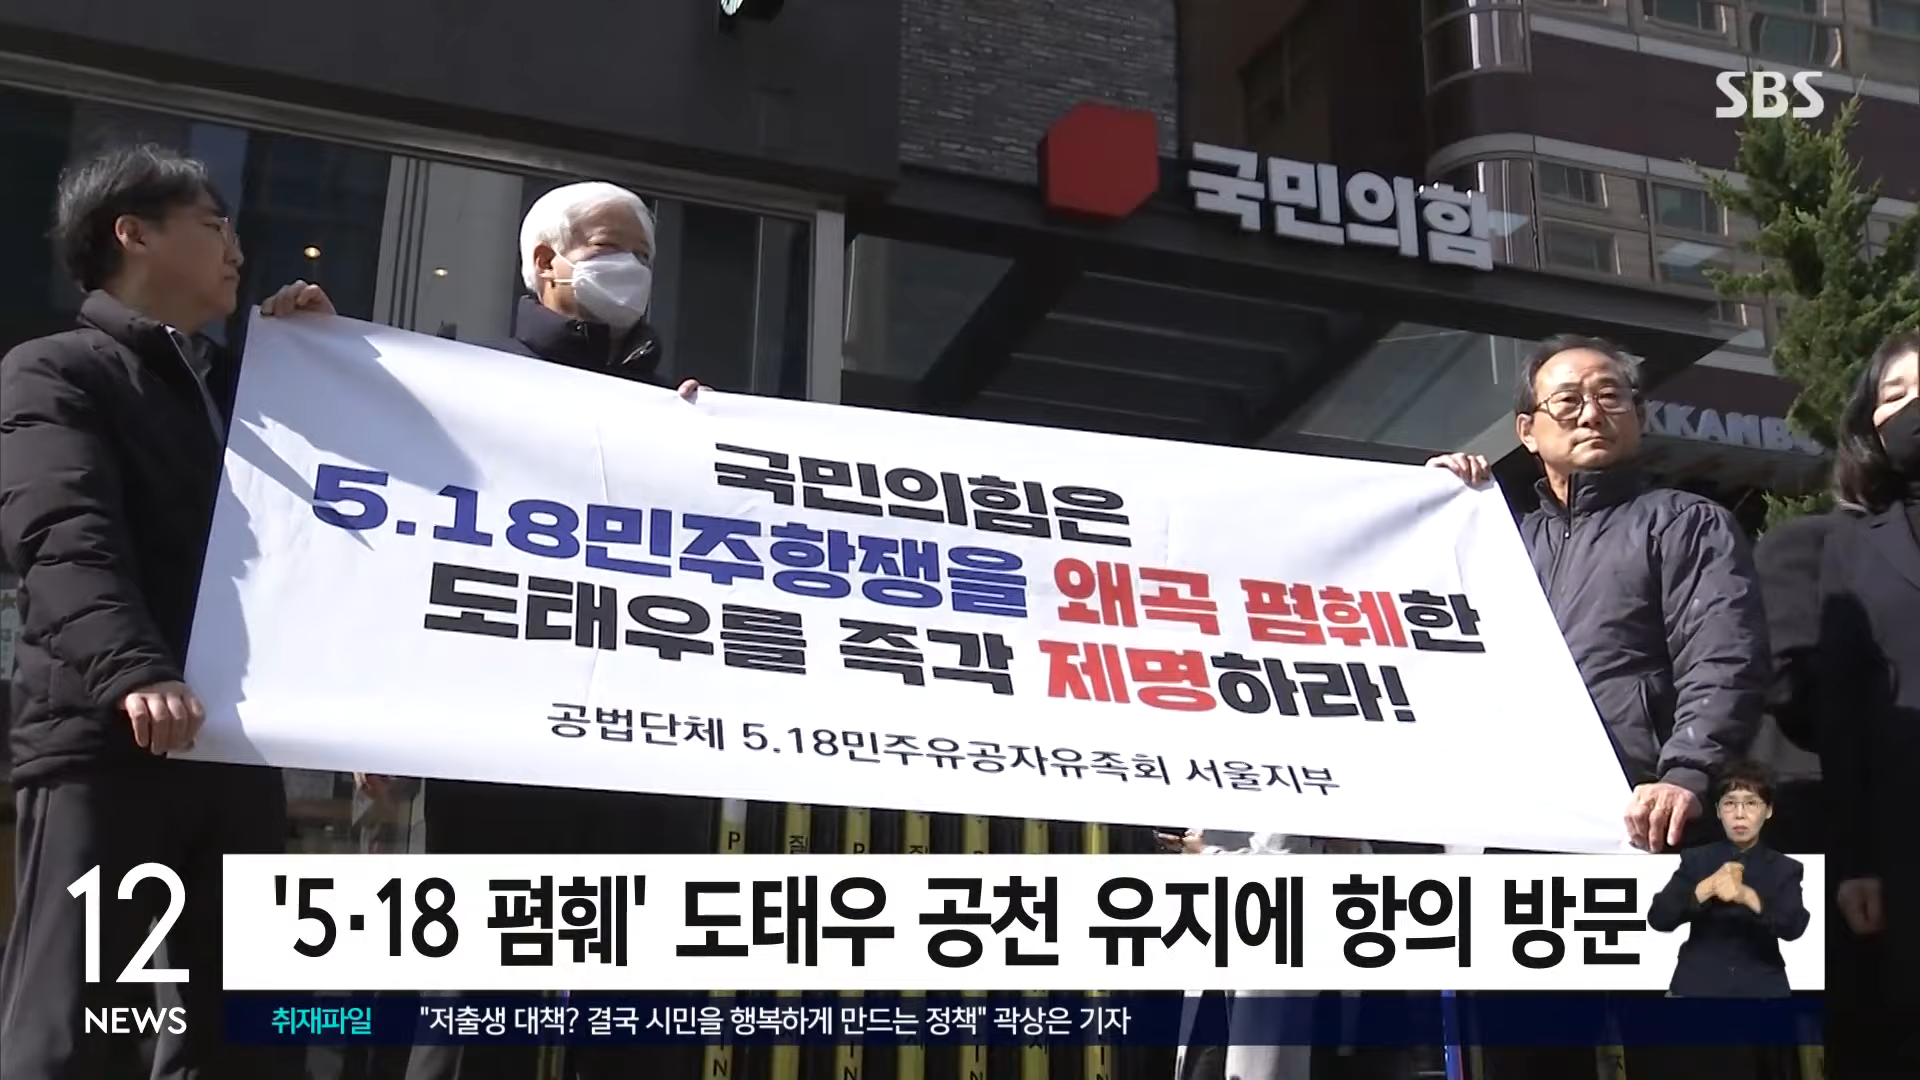 SBS
국민의힘
KKANBU
국민의힘은
5.18민주항쟁을 왜곡 폄훼한
도태우를 즉각 제명하라!
공법단체 5.18민주유공자유족회 서울지부
12
NEWS
'5·18 폄훼' 도태우 공천 유지에 항의 방문
취재파일 "저출생 대책? 결국 시민을 행복하게 만드는 정책" 곽상은 기자